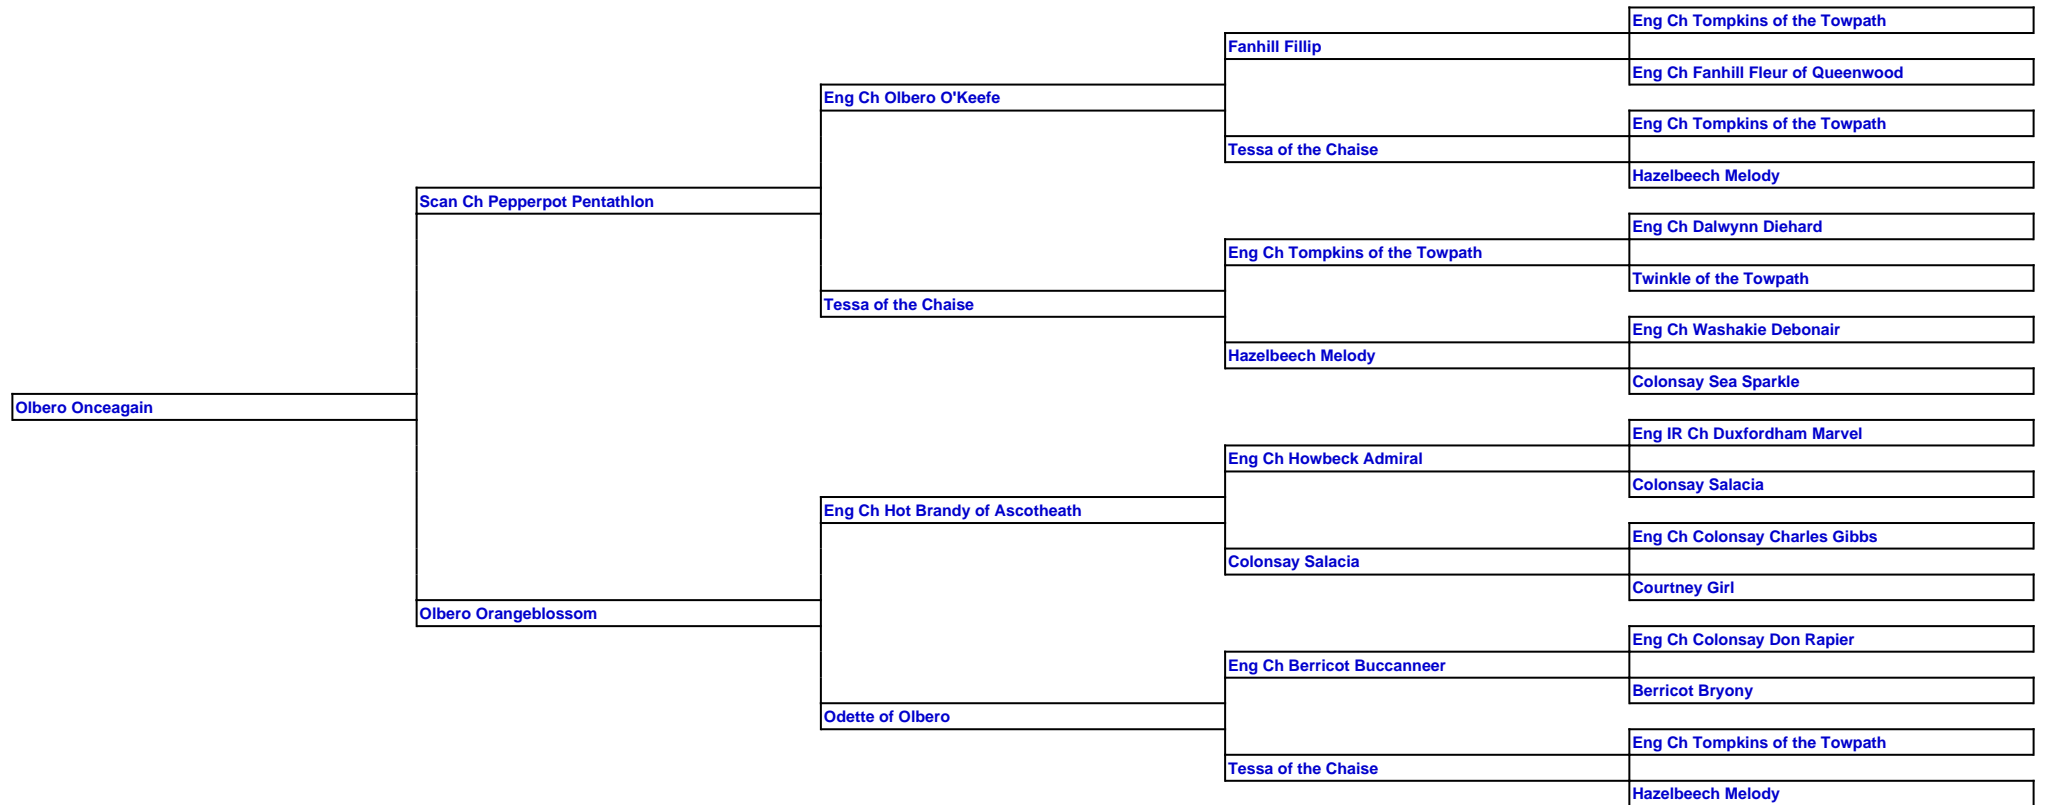 Eng Ch Tompkins of the Towpath
Fanhill Fillip
Eng Ch Fanhill Fleur of Queenwood
Eng Ch Olbero O'Keefe
Eng Ch Tompkins of the Towpath
Tessa of the Chaise
Hazelbeech Melody
Scan Ch Pepperpot Pentathlon
Eng Ch Dalwynn Diehard
Eng Ch Tompkins of the Towpath
Twinkle of the Towpath
Tessa of the Chaise
Eng Ch Washakie Debonair
Hazelbeech Melody
Colonsay Sea Sparkle
Olbero Onceagain
Eng IR Ch Duxfordham Marvel
Eng Ch Howbeck Admiral
Colonsay Salacia
Eng Ch Hot Brandy of Ascotheath
Eng Ch Colonsay Charles Gibbs
Colonsay Salacia
Courtney Girl
Olbero Orangeblossom
Eng Ch Colonsay Don Rapier
Eng Ch Berricot Buccanneer
Berricot Bryony
Odette of Olbero
Eng Ch Tompkins of the Towpath
Tessa of the Chaise
Hazelbeech Melody